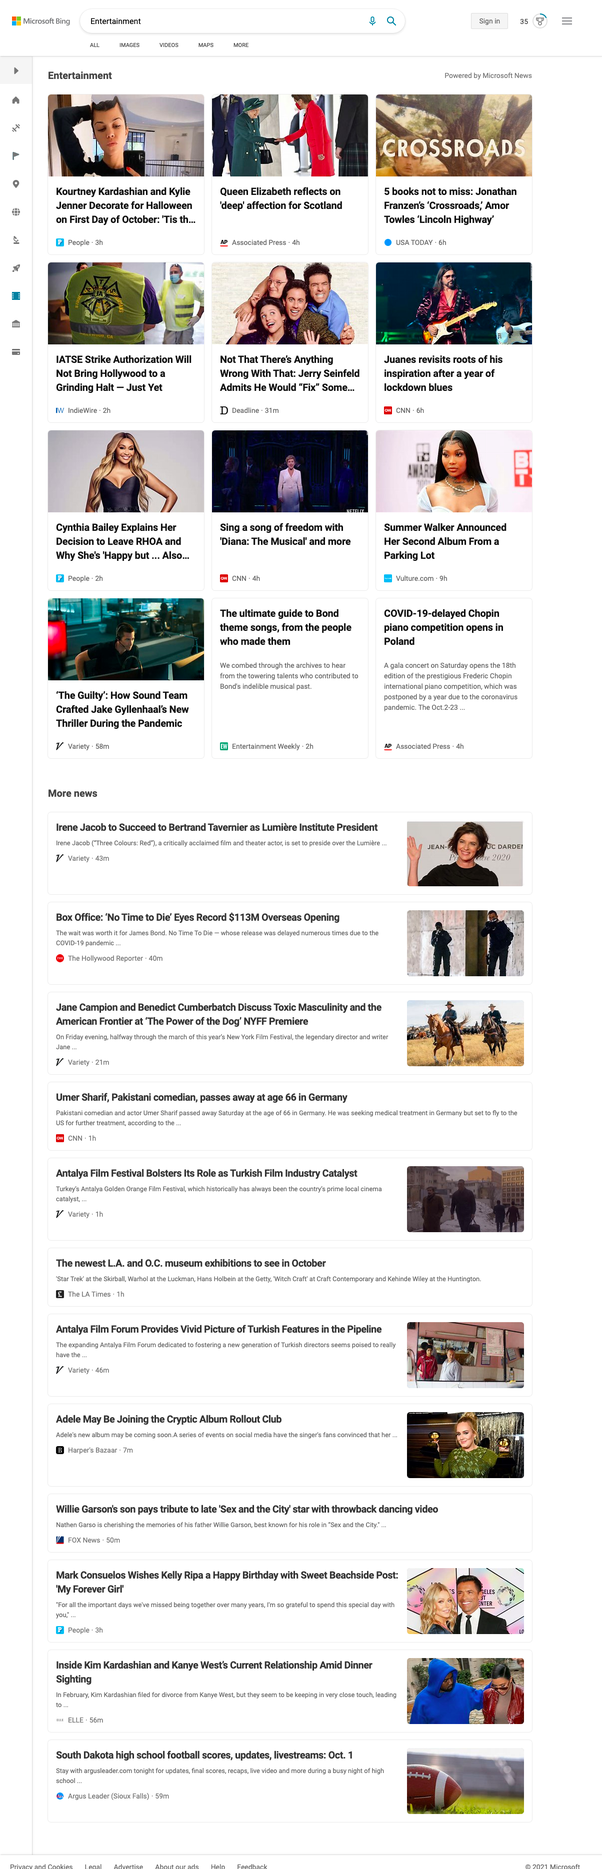 Microsoft Bing
Entertainment
Sign in
35
ALL IMAGES VIDEOS MAPS MORE
Entertainment
Powered by Microsoft News
Kourtney Kardashian and Kylie
Jenner Decorate for Halloween
on First Day of October: 'Tis th...
People · 3h
Queen Elizabeth reflects on
'deep' affection for Scotland
AP Associated Press · 4h
CROSSROADS
5 books not to miss: Jonathan
Franzen's 'Crossroads,' Amor
Towles 'Lincoln Highway'
USA TODAY · 6h
IATSE Strike Authorization Will
Not Bring Hollywood to a
Grinding Halt — Just Yet
IW IndieWire · 2h
Not That There's Anything
Wrong With That: Jerry Seinfeld
Admits He Would "Fix" Some...
D Deadline · 31m
Juanes revisits roots of his
inspiration after a year of
lockdown blues
CNN · 6h
Cynthia Bailey Explains Her
Decision to Leave RHOA and
Why She's 'Happy but ... Also...
People · 2h
NETFLIX
Sing a song of freedom with
'Diana: The Musical' and more
CNN · 4h
AWARD
Summer Walker Announced
Her Second Album From a
Parking Lot
Vulture.com · 9h
'The Guilty': How Sound Team
Crafted Jake Gyllenhaal's New
Thriller During the Pandemic
Variety · 58m
The ultimate guide to Bond
theme songs, from the people
who made them
We combed through the archives to hear
from the towering talents who contributed to
Bond's indelible musical past.
Entertainment Weekly · 2h
COVID-19-delayed Chopin
piano competition opens in
Poland
A gala concert on Saturday opens the 18th
edition of the prestigious Frederic Chopin
international piano competition, which was
postponed by a year due to the coronavirus
pandemic. The Oct.2-23 ...
AP Associated Press · 4h
More news
Irene Jacob to Succeed to Bertrand Tavernier as Lumière Institute President
Irene Jacob ("Three Colours: Red"), a critically acclaimed film and theater actor, is set to preside over the Lumière ...
Variety · 43m
2020
Box Office: 'No Time to Die' Eyes Record $113M Overseas Opening
The wait was worth it for James Bond. No Time To Die — whose release was delayed numerous times due to the
COVID-19 pandemic ...
The Hollywood Reporter · 40m
Jane Campion and Benedict Cumberbatch Discuss Toxic Masculinity and the
American Frontier at 'The Power of the Dog' NYFF Premiere
On Friday evening, halfway through the march of this year's New York Film Festival, the legendary director and writer
Jane ...
Variety · 21m
Umer Sharif, Pakistani comedian, passes away at age 66 in Germany
Pakistani comedian and actor Umer Sharif passed away Saturday at the age of 66 in Germany. He was seeking medical treatment in Germany but set to fly to the
US for further treatment, according to the ...
CNN · 1h
Antalya Film Festival Bolsters Its Role as Turkish Film Industry Catalyst
Turkey's Antalya Golden Orange Film Festival, which historically has always been the country's prime local cinema
catalyst, ...
Variety · 1h
The newest L.A. and O.C. museum exhibitions to see in October
'Star Trek' at the Skirball, Warhol at the Luckman, Hans Holbein at the Getty, 'Witch Craft' at Craft Contemporary and Kehinde Wiley at the Huntington.
The LA Times · 1h
Antalya Film Forum Provides Vivid Picture of Turkish Features in the Pipeline
The expanding Antalya Film Forum dedicated to fostering a new generation of Turkish directors seems poised to really
have the ...
Variety · 46m
Adele May Be Joining the Cryptic Album Rollout Club
Adele's new album may be coming soon.A series of events on social media have the singer's fans convinced that her ...
Harper's Bazaar · 7m
Willie Garson's son pays tribute to late 'Sex and the City' star with throwback dancing video
Nathen Garso is cherishing the memories of his father Willie Garson, best known for his role in "Sex and the City." ...
FOX News · 50m
Mark Consuelos Wishes Kelly Ripa a Happy Birthday with Sweet Beachside Post:
'My Forever Girl'
"For all the important days we've missed being together over many years, I'm so grateful to spend this special day with
you," ...
People · 3h
Inside Kim Kardashian and Kanye West's Current Relationship Amid Dinner
Sighting
In February, Kim Kardashian filed for divorce from Kanye West, but they seem to be keeping in very close touch, leading
to ...
ELLE · 56m
South Dakota high school football scores, updates, livestreams: Oct. 1
Stay with argusleader.com tonight for updates, final scores, recaps, live video and more during a busy night of high
school ...
Argus Leader (Sioux Falls) · 59m
Privacy and Cookies Legal Advertise About our ads Help Feedback © 2021 Microsoft